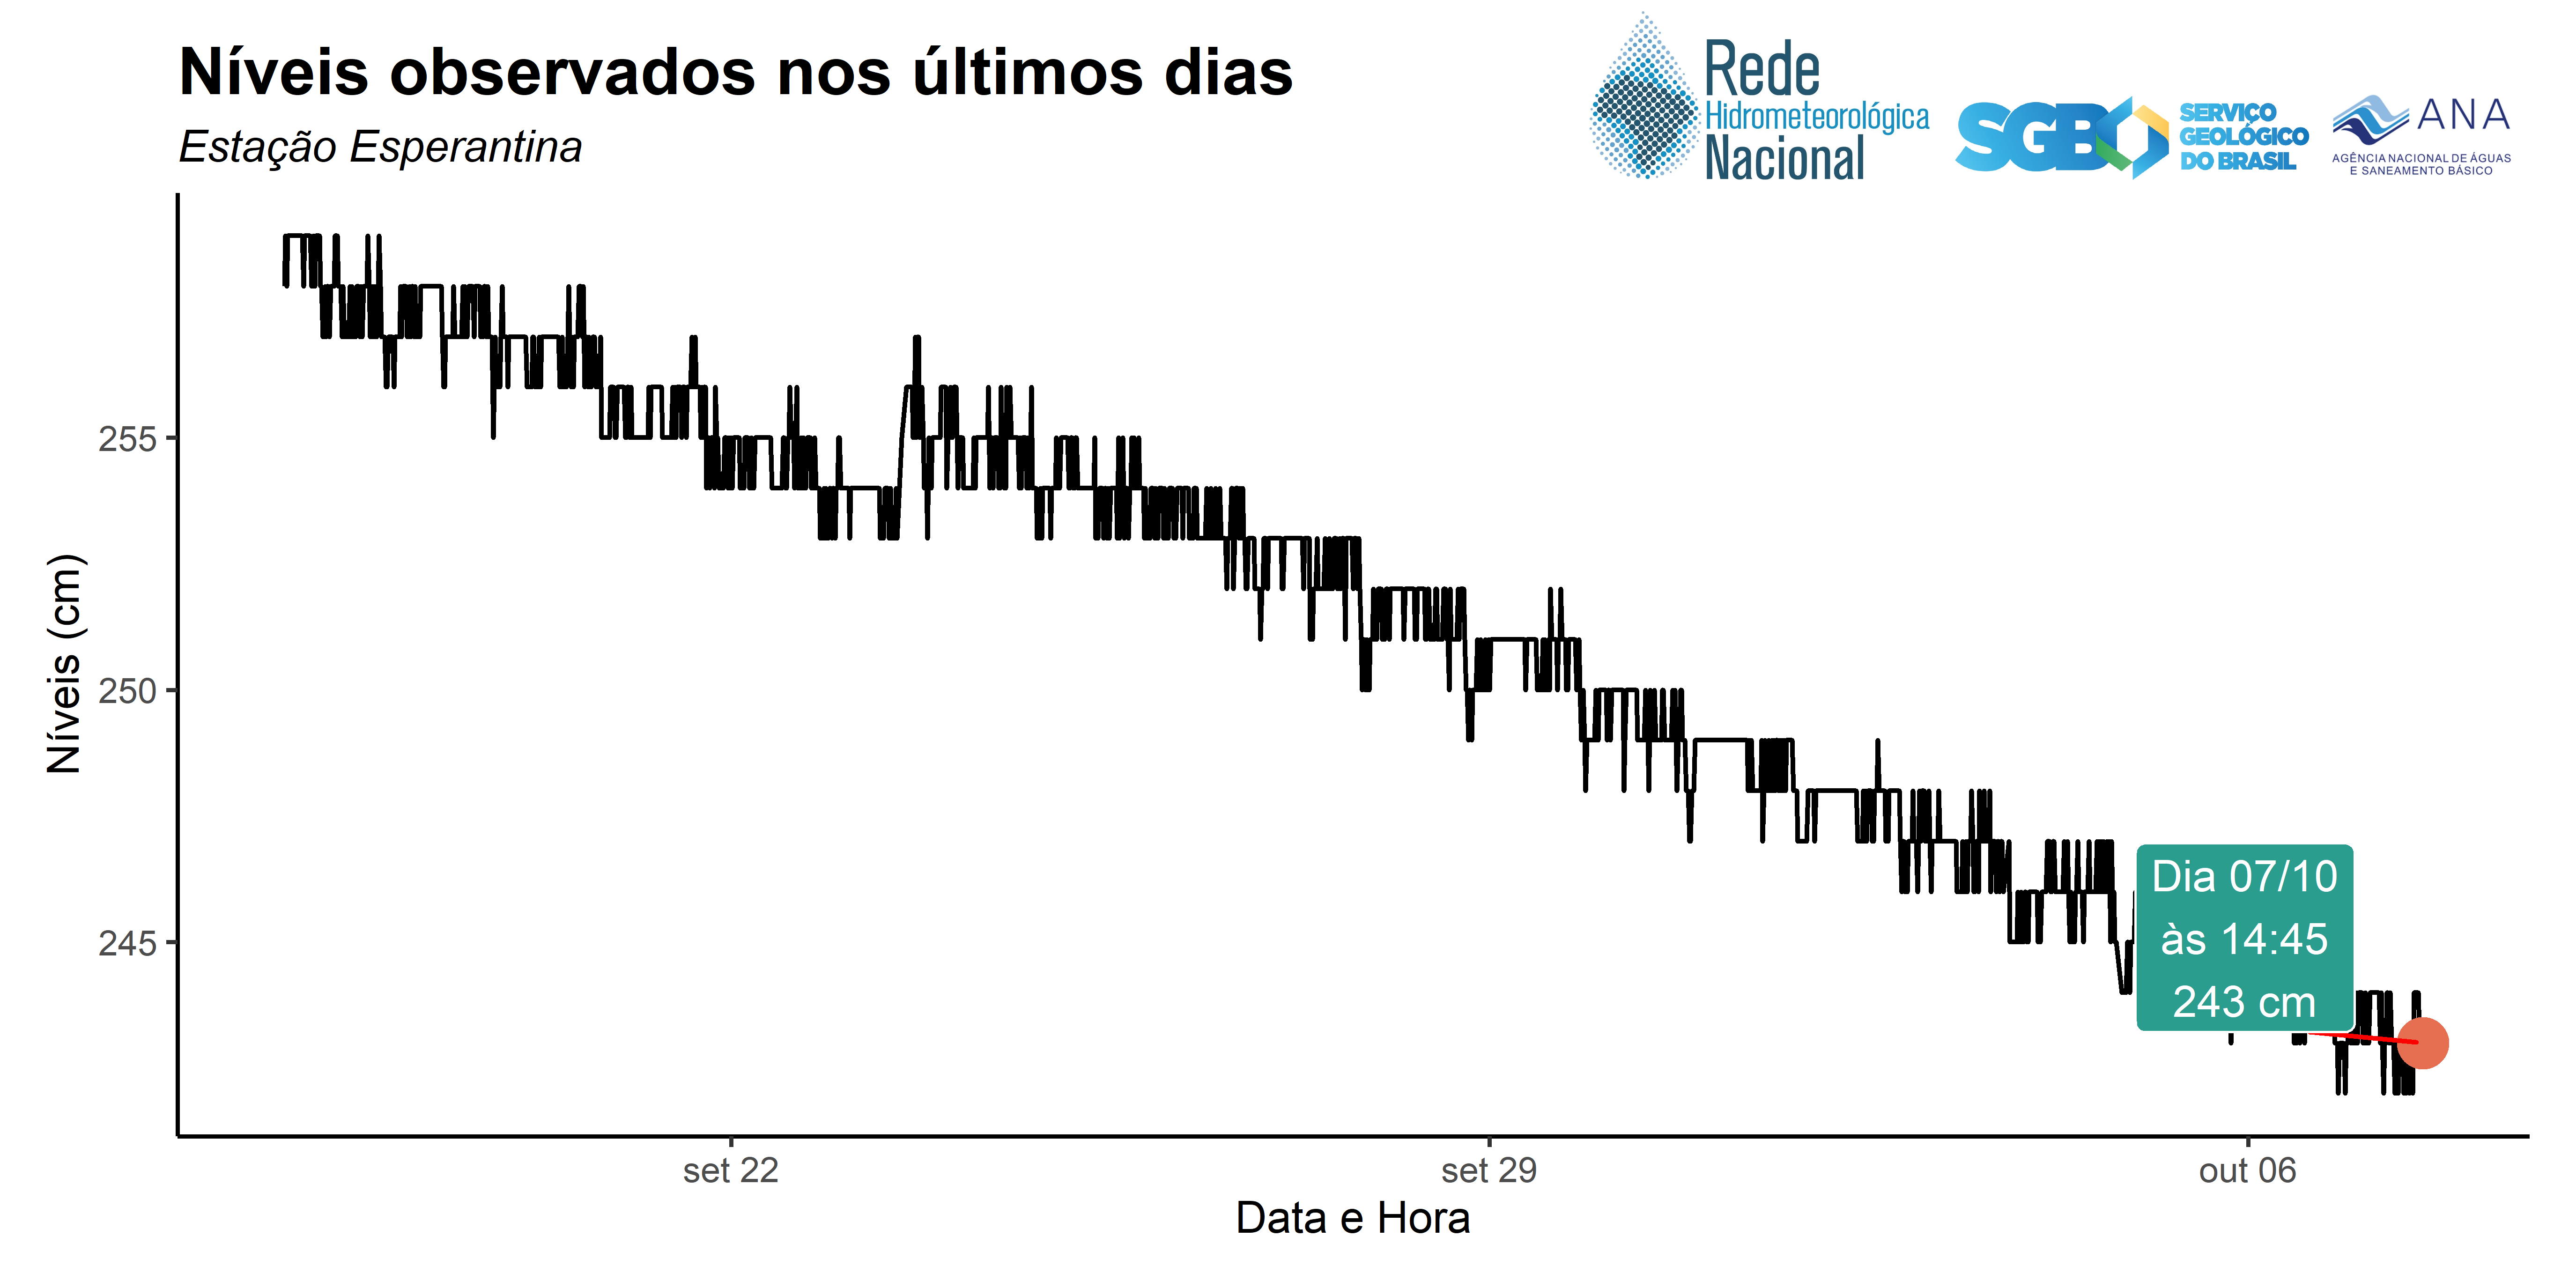 Níveis observados nos últimos dias
Estação Esperantina
Rede
Hidrometeorológica
Nacional
SGB
SERVIÇO
GEOLÓGICO
DO BRASIL
ANA
AGÊNCIA NACIONAL DE ÁGUAS
E SANEAMENTO BÁSICO
Níveis (cm)
255
250
245
Dia 07/10
às 14:45
243 cm
set 22
set 29
out 06
Data e Hora